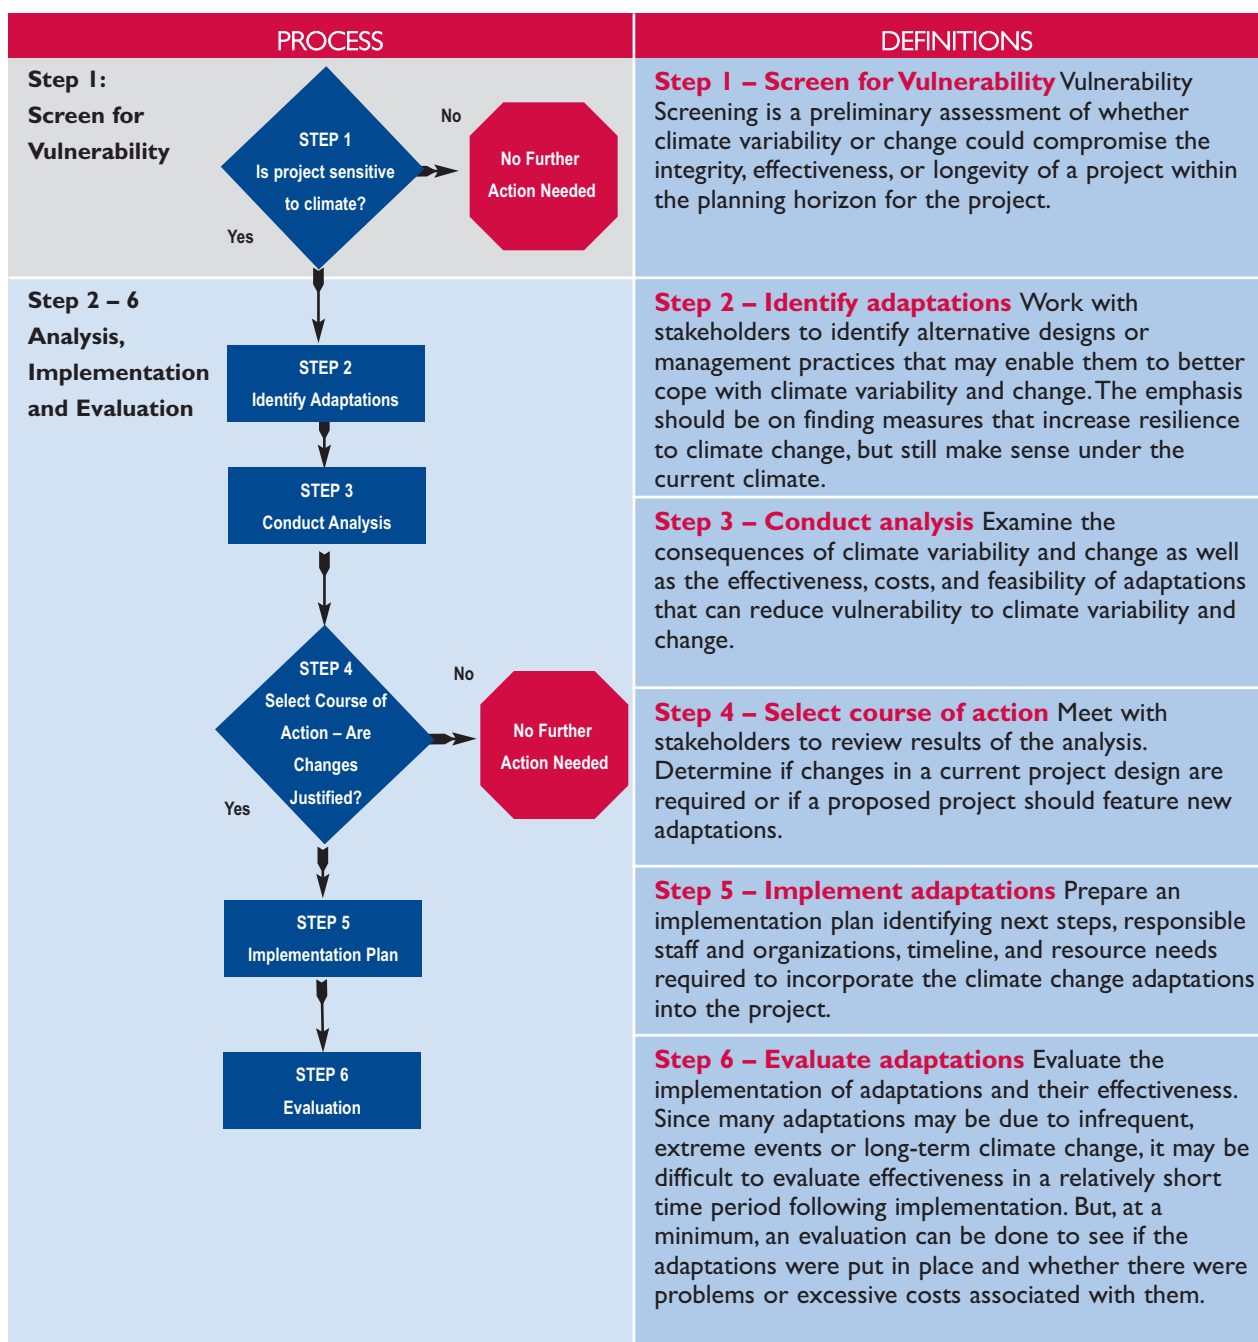 PROCESS
DEFINITIONS
Step 1:
Screen for
Vulnerability
STEP 1
Is project sensitive
to climate?
No
No Further
Action Needed
Yes
Step 1 – Screen for Vulnerability Vulnerability
Screening is a preliminary assessment of whether
climate variability or change could compromise the
integrity, effectiveness, or longevity of a project within
the planning horizon for the project.
Step 2 – 6
Analysis,
Implementation
and Evaluation
STEP 2
Identify Adaptations
Step 2 – Identify adaptations Work with
stakeholders to identify alternative designs or
management practices that may enable them to better
cope with climate variability and change. The emphasis
should be on finding measures that increase resilience
to climate change, but still make sense under the
current climate.
STEP 3
Conduct Analysis
Step 3 – Conduct analysis Examine the
consequences of climate variability and change as well
as the effectiveness, costs, and feasibility of adaptations
that can reduce vulnerability to climate variability and
change.
STEP 4
Select Course of
Action – Are
Changes
Justified?
No
No Further
Action Needed
Yes
Step 4 – Select course of action Meet with
stakeholders to review results of the analysis.
Determine if changes in a current project design are
required or if a proposed project should feature new
adaptations.
STEP 5
Implementation Plan
Step 5 – Implement adaptations Prepare an
implementation plan identifying next steps, responsible
staff and organizations, timeline, and resource needs
required to incorporate the climate change adaptations
into the project.
STEP 6
Evaluation
Step 6 – Evaluate adaptations Evaluate the
implementation of adaptations and their effectiveness.
Since many adaptations may be due to infrequent,
extreme events or long-term climate change, it may be
difficult to evaluate effectiveness in a relatively short
time period following implementation. But, at a
minimum, an evaluation can be done to see if the
adaptations were put in place and whether there were
problems or excessive costs associated with them.